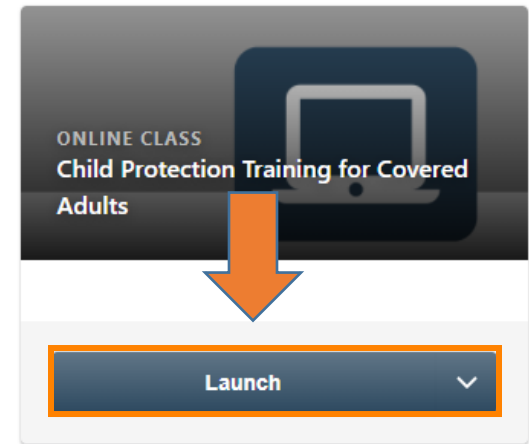 ONLINE CLASS
Child Protection Training for Covered
Adults
Launch